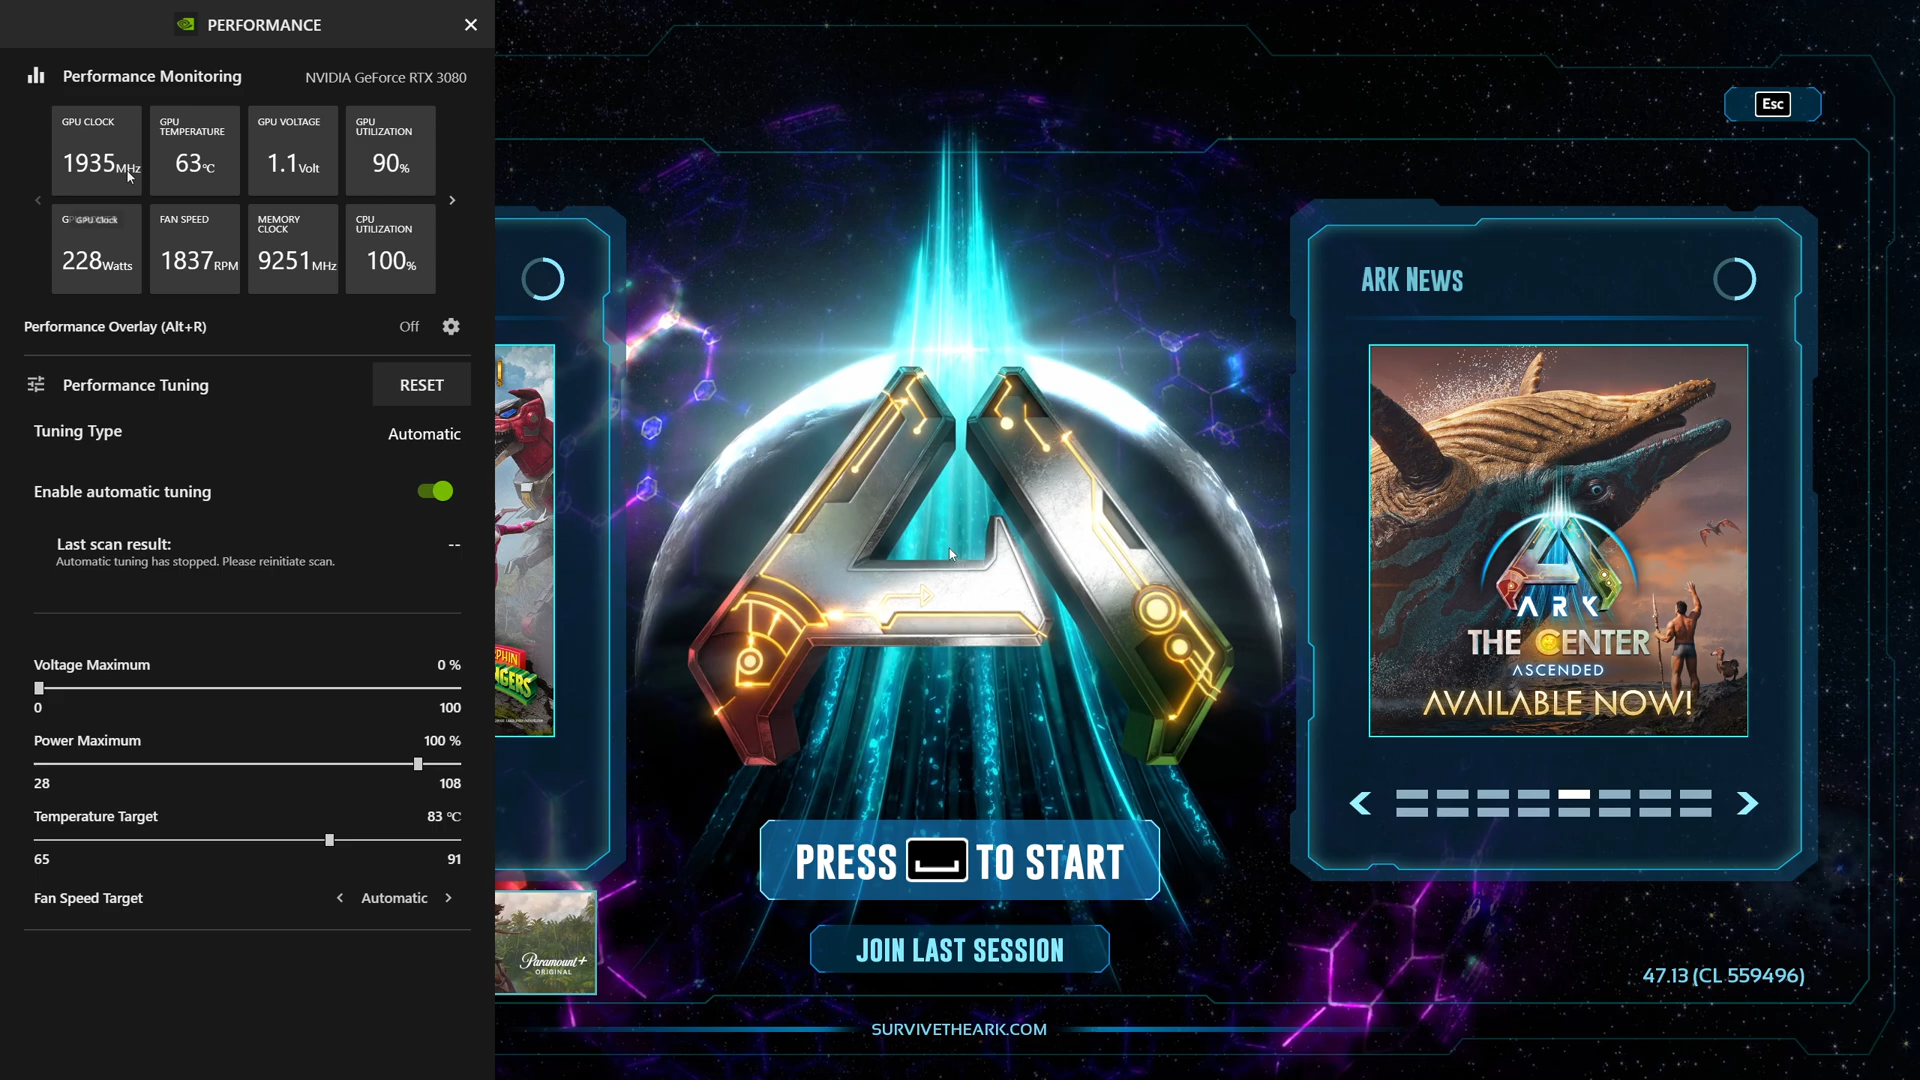 PERFORMANCE
Performance Monitoring
NVIDIA GeForce RTX 3080
GPU CLOCK
1935MHz
GPU TEMPERATURE
63°C
GPU VOLTAGE
1.1Volt
GPU UTILIZATION
90%
GPU Clock
228Watts
FAN SPEED
1837RPM
MEMORY CLOCK
9251MHz
CPU UTILIZATION
100%
Performance Overlay (Alt+R)
Off
Performance Tuning
RESET
Tuning Type
Automatic
Enable automatic tuning
Last scan result:
--
Automatic tuning has stopped. Please reinitiate scan.
Voltage Maximum
0 %
0
100
Power Maximum
100 %
28
108
Temperature Target
83 °C
65
91
Fan Speed Target
< Automatic >
Paramount+
ORIGINAL
PRESS TO START
JOIN LAST SESSION
SURVIVETHEARK.COM
Esc
ARK NEWS
ARK
THE CENTER
ASCENDED
AVAILABLE NOW!
47.13 (CL 559496)